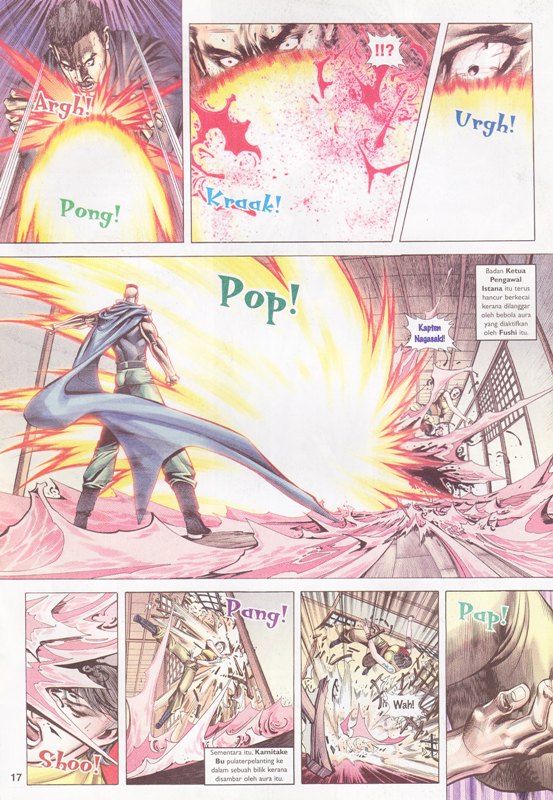 Argh!
Pong!
!!?
Kraak!
Urgh!
Pop!
Badan Ketua
Pengawal
Istana itu terus
hancur berkecai
kerana dilanggar
oleh bebola aura
yang diaktifkan
oleh Fushi itu.
Kapten
Nagasaki!
Shoo!
Pang!
Sementara itu, Kamitake
Bu pulaterpelanting ke
dalam sebuah bilik kerana
disambar oleh aura itu.
Wah!
Pap!
17